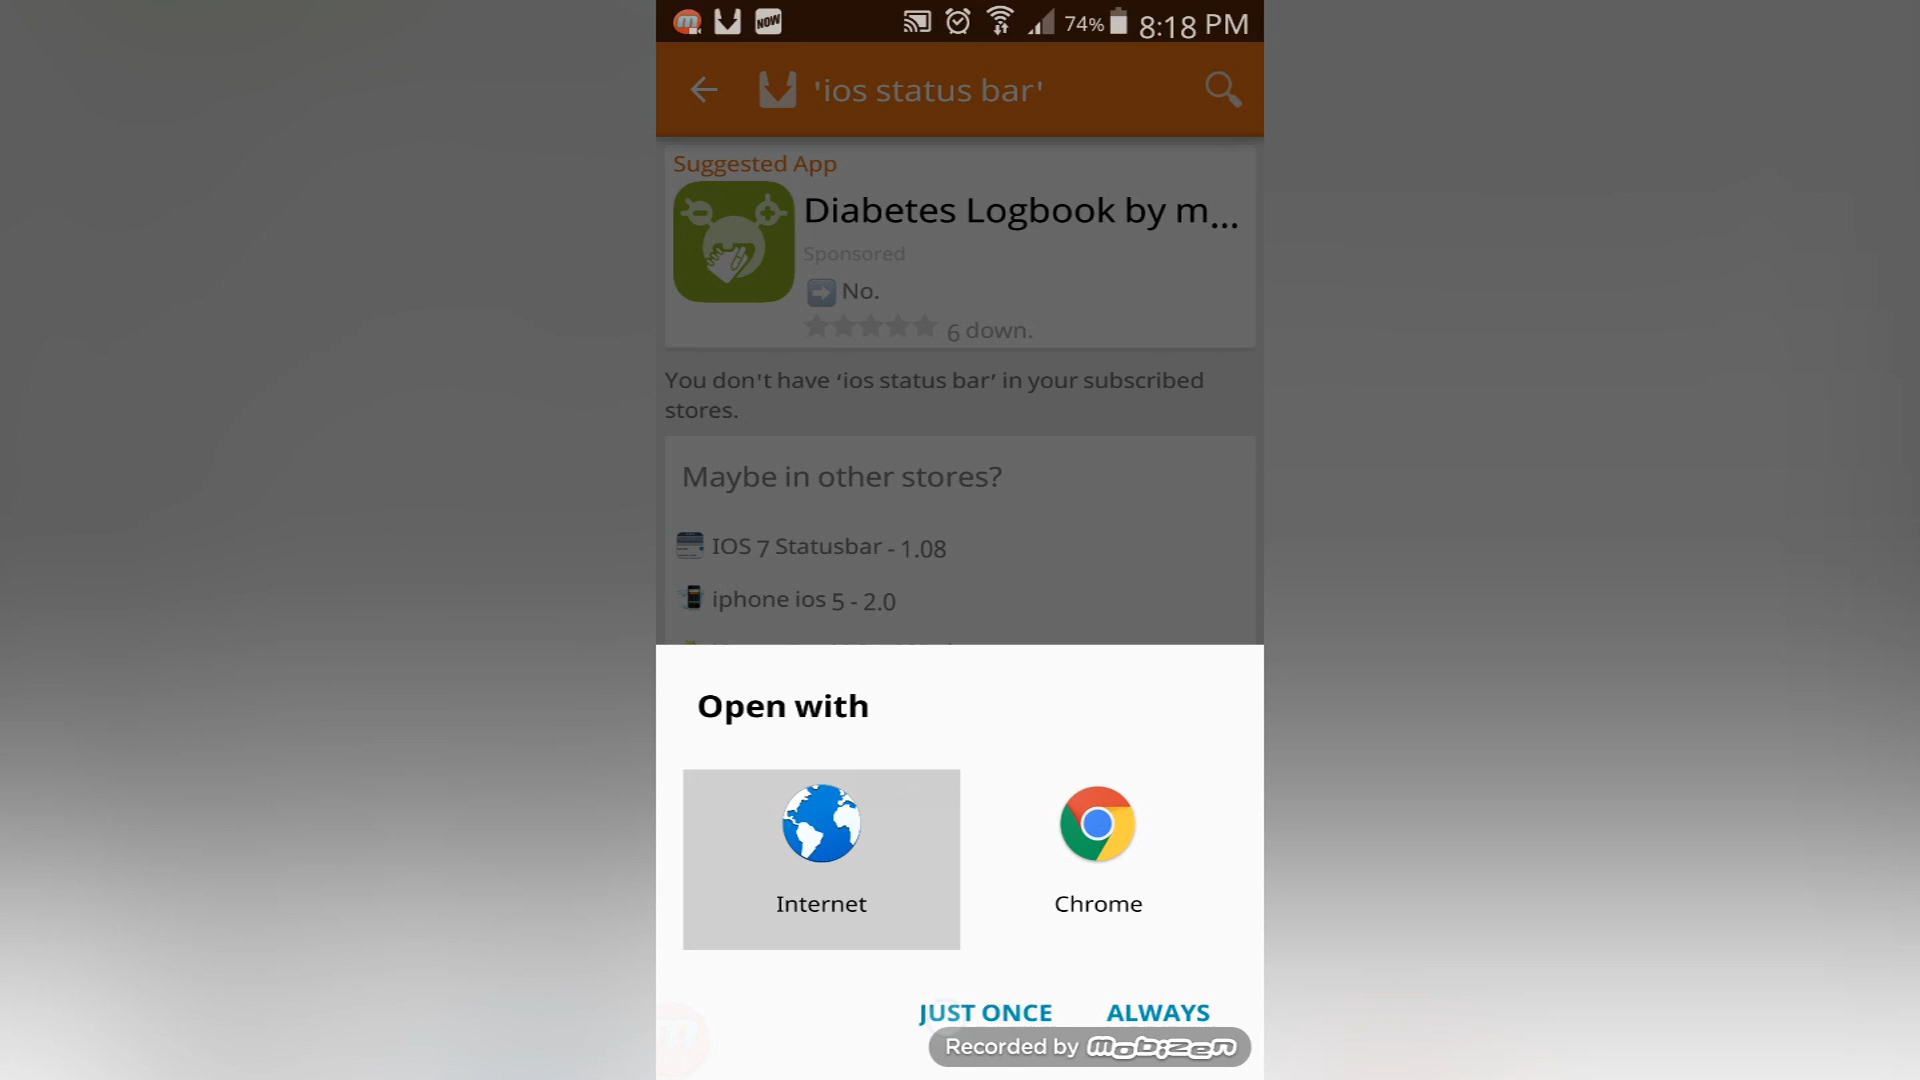 NOW 74% 8:18 PM
'ios status bar'
Suggested App
Diabetes Logbook by m...
Sponsored
No.
6 down.
You don't have ‘ios status bar’ in your subscribed
stores.
Maybe in other stores?
IOS 7 Statusbar - 1.08
iphone ios 5 - 2.0
Open with
Internet
Chrome
JUST ONCE
ALWAYS
Recorded by mobizen